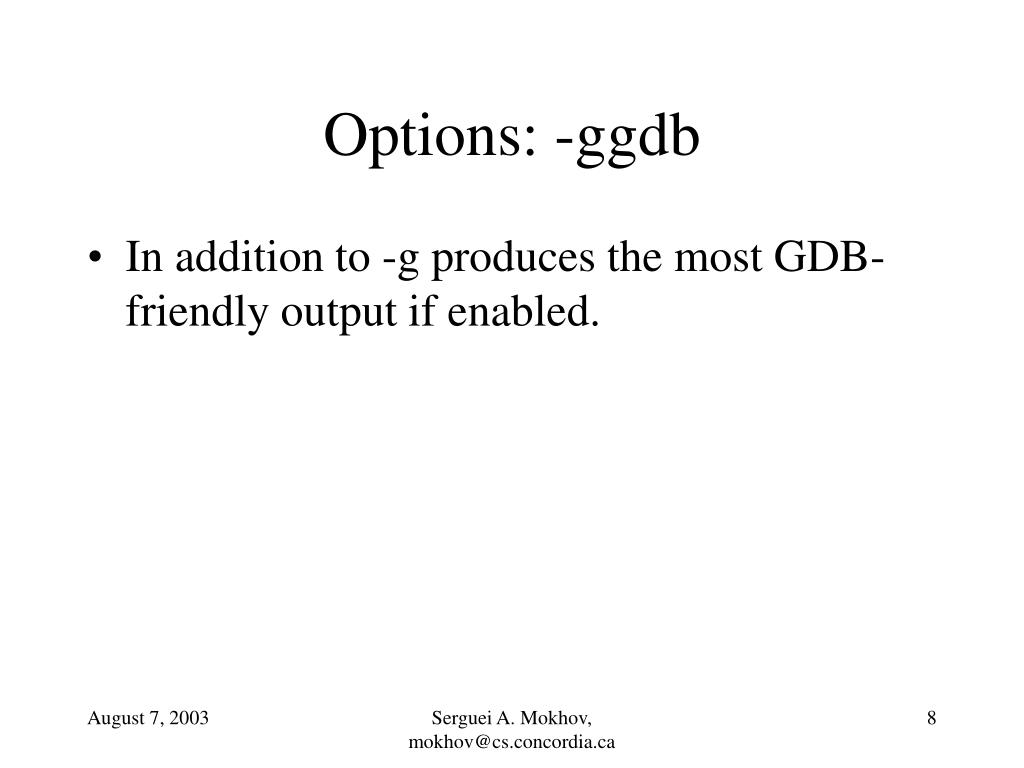 Options: -ggdb
• In addition to -g produces the most GDB-
friendly output if enabled.
August 7, 2003
Serguei A. Mokhov,
mokhov@cs.concordia.ca
8